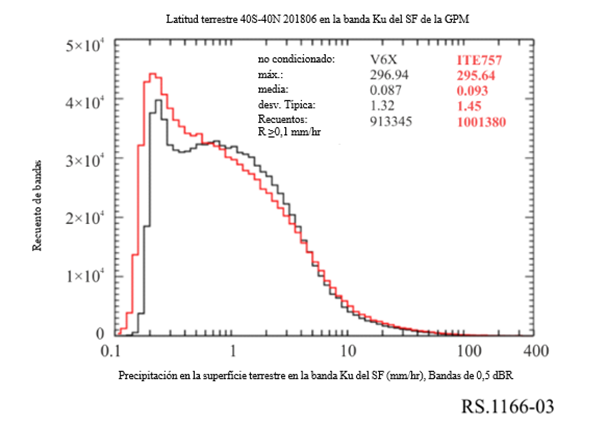 Latitud terrestre 40S-40N 201806 en la banda Ku del SF de la GPM
no condicionado: V6X ITE757
máx.: 296.94 295.64
media: 0.087 0.093
desv. Tipica: 1.32 1.45
Recuentos: 913345 1001380
R ≥0,1 mm/hr
Recuento de bandas
5×10⁴
4×10⁴
3×10⁴
2×10⁴
1×10⁴
0
0.1 1 10 100 400
Precipitación en la superficie terrestre en la banda Ku del SF (mm/hr), Bandas de 0,5 dBR
RS.1166-03